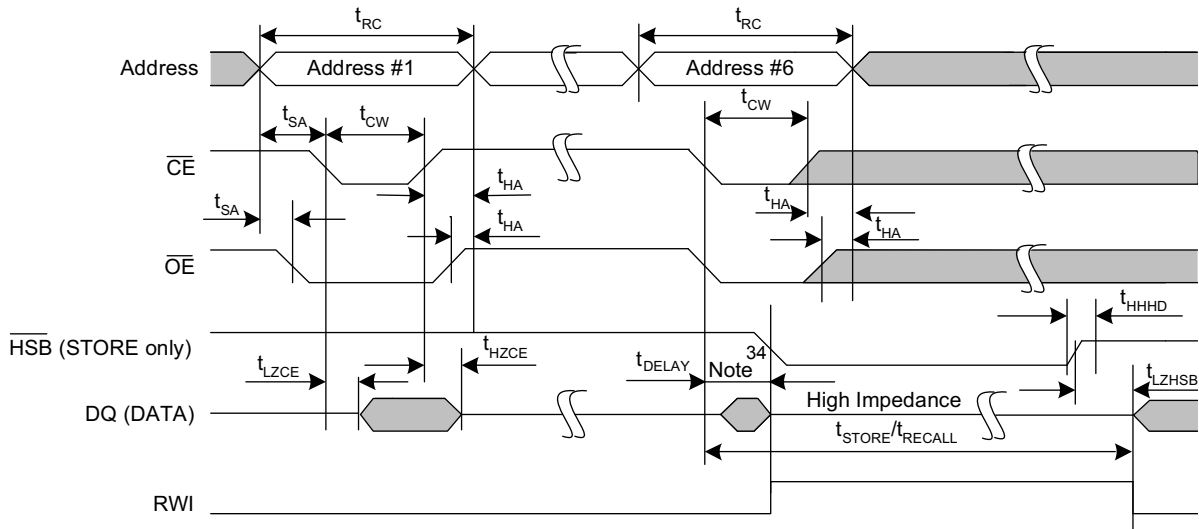 tRC
tRC
Address
Address #1
Address #6
tSA
tCW
tCW
CE
tHA
tSA
tHA
tHA
tHA
OE
tHHHD
HSB (STORE only)
tHZCE
tLZCE
tDELAY
Note 34
tLZHSB
DQ (DATA)
High Impedance
tSTORE/tRECALL
RWI